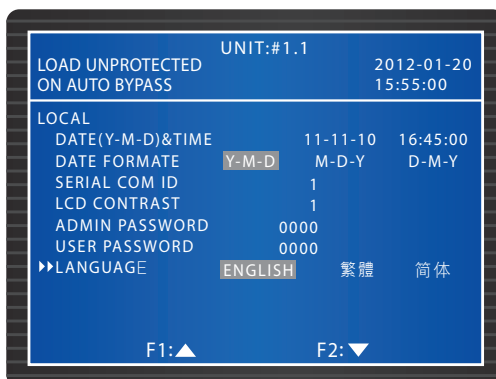 UNIT:#1.1
LOAD UNPROTECTED 2012-01-20
ON AUTO BYPASS 15:55:00
LOCAL
DATE(Y-M-D)&TIME 11-11-10 16:45:00
DATE FORMATE Y-M-D M-D-Y D-M-Y
SERIAL COM ID 1
LCD CONTRAST 1
ADMIN PASSWORD 0000
USER PASSWORD 0000
▶▶LANGUAGE ENGLISH 繁體 简体
F1:▲ F2:▼